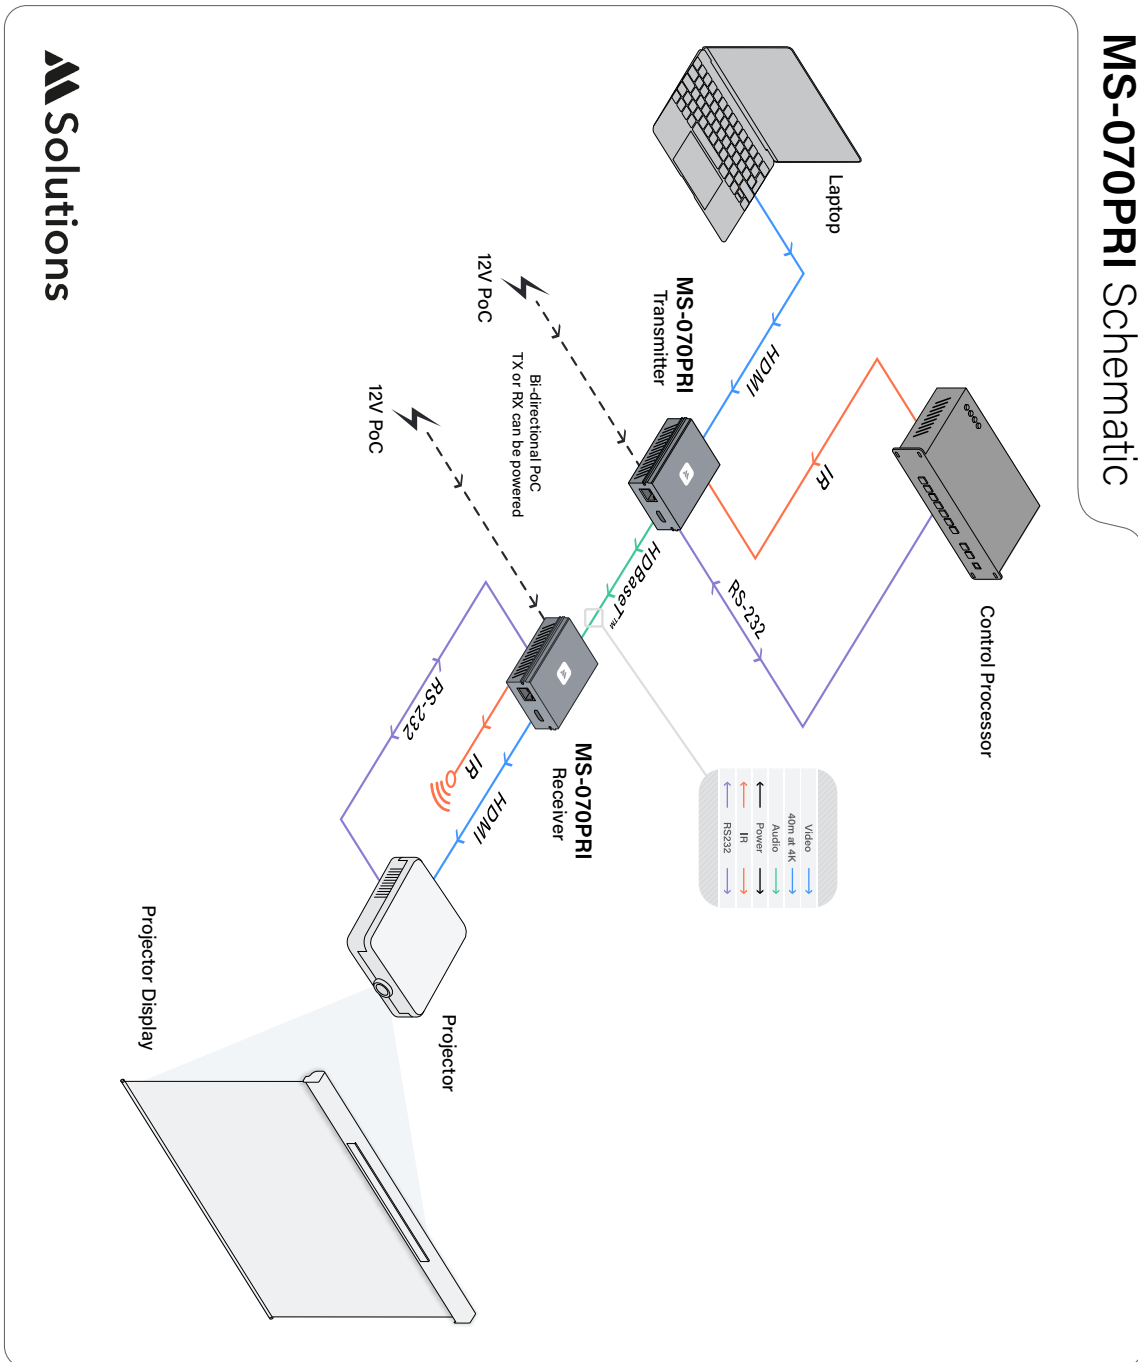 MS-070PRI Schematic
Laptop
Control Processor
HDMI
IR
RS-232
MS-070PRI
Transmitter
12V PoC
Bi-directional PoC
TX or RX can be powered
12V PoC
HDBaseT™
MS-070PRI
Receiver
RS-232
IR
HDMI
Video
40m at 4K
Audio
Power
IR
RS232
Projector
Projector Display
Solutions